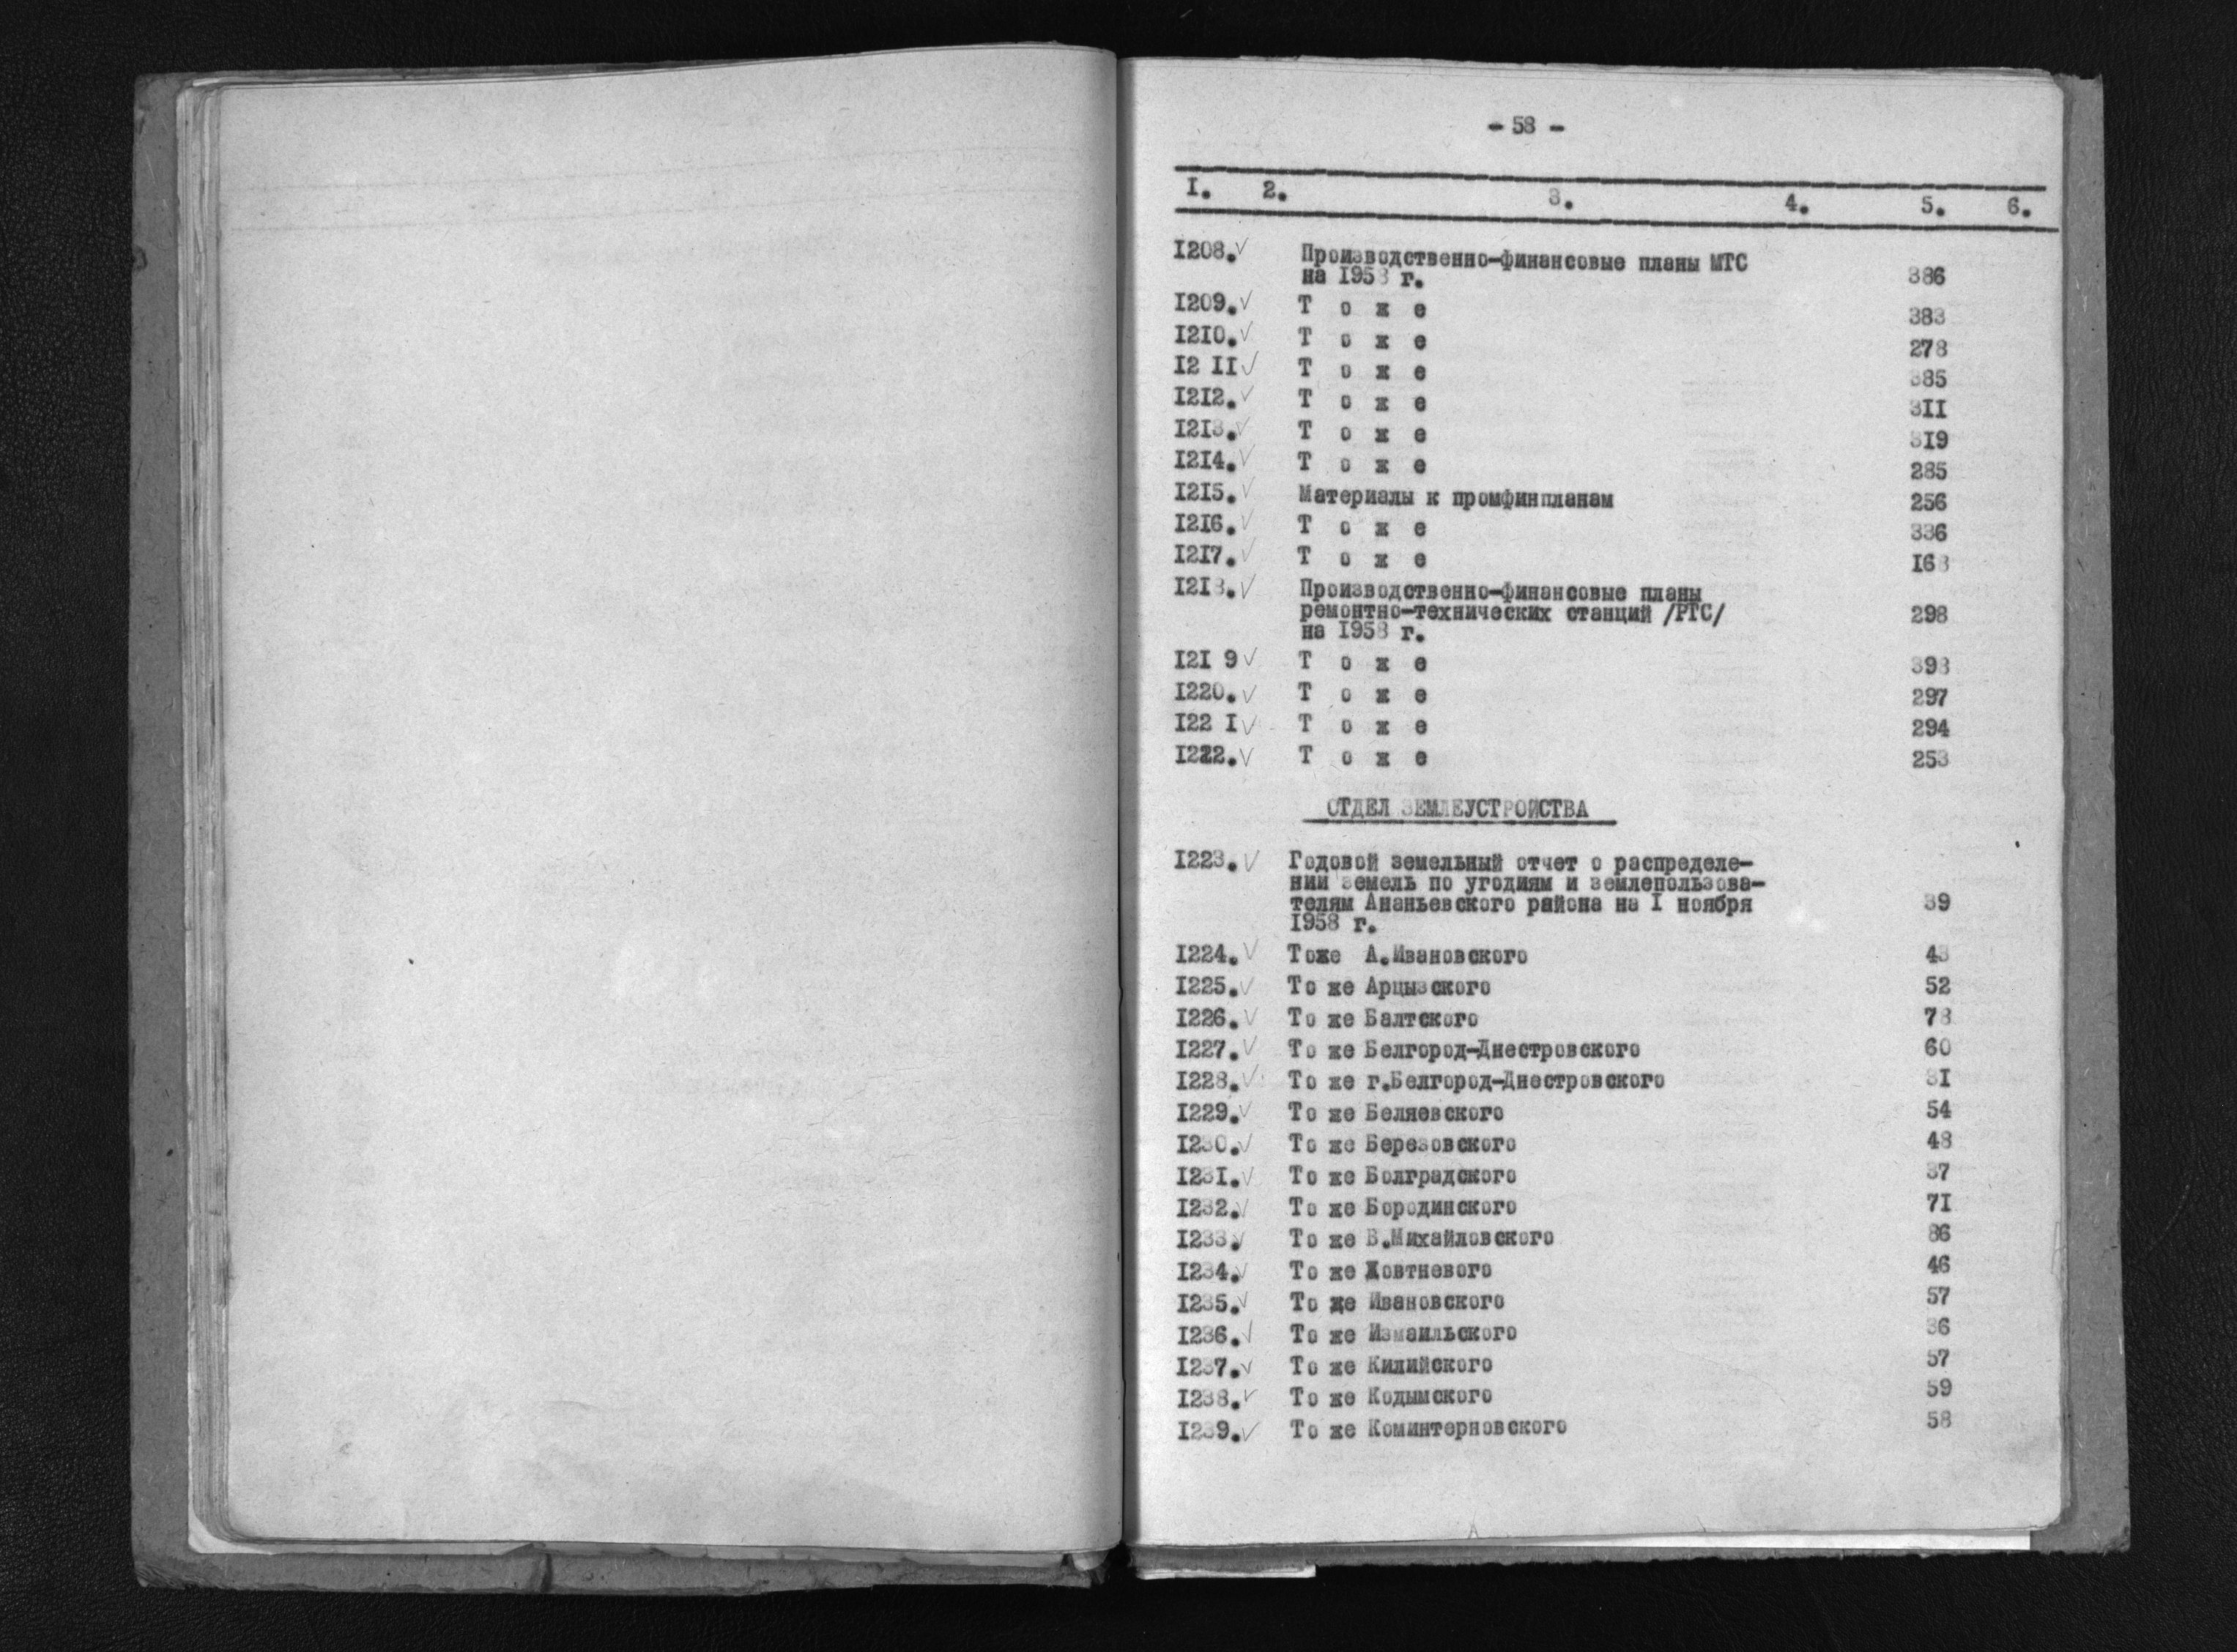 - 58 -
I. 2. 3. 4. 5. 6.
I208.✓ Производственно-финансовые планы МТС
на I958 г. 386
I209.✓ Т о ж е 383
I2I0.✓ Т о ж е 278
I2 II✓ Т о ж е 385
I2I2.✓ Т о ж е 3II
I2I3.✓ Т о ж е 3I9
I2I4.✓ Т о ж е 285
I2I5.✓ Материалы к промфинпланам 256
I2I6.✓ Т о ж е 336
I2I7.✓ Т о ж е I68
I2I8.✓ Производственно-финансовые планы
ремонтно-технических станций /РТС/ 298
на I958 г.
I2I 9✓ Т о ж е 398
I220.✓ Т о ж е 297
I22 I✓ Т о ж е 294
I222.✓ Т о ж е 253
ОТДЕЛ ЗЕМЛЕУСТРОЙСТВА
I223.✓ Годовой земельный отчет о распределе-
нии земель по угодиям и землепользова-
телям Ананьевского района на I ноября 39
I958 г.
I224.✓ Тоже А.Ивановского 43
I225.✓ То же Арцызского 52
I226.✓ То же Балтского 78
I227.✓ То же Белгород-Днестровского 60
I228.✓ То же г.Белгород-Днестровского 3I
I229.✓ То же Беляевского 54
I230.✓ То же Березовского 48
I231.✓ То же Болградского 37
I232.✓ То же Бородинского 7I
I233.✓ То же В.Михайловского 86
I234.✓ То же Жовтневого 46
I235.✓ То же Ивановского 57
I236.✓ То же Измаильского 36
I237.✓ То же Килийского 57
I238.✓ То же Кодымского 59
I239.✓ То же Коминтерновского 58